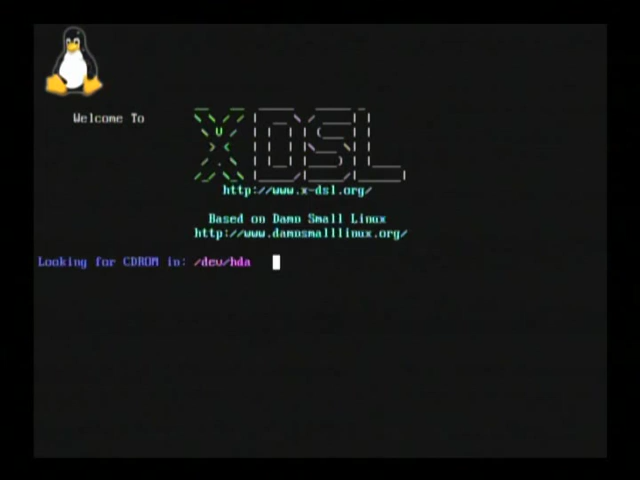 Welcome To
X DSL
http://www.x-dsl.org/
Based on Damn Small Linux
http://www.damnsmalllinux.org/
Looking for CDROM in: /dev/hda